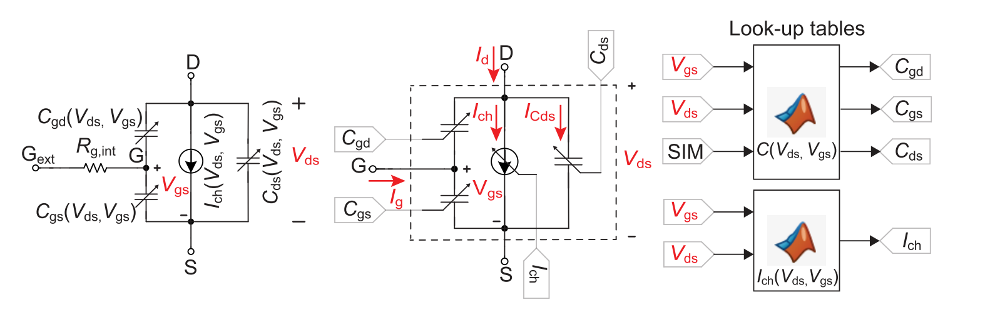 D
Cgd(Vds, Vgs)
Rg,int
Gext
G
+
Vgs
Cgs(Vds, Vgs)
-
Ich(Vds, Vgs)
Cds(Vds, Vgs)
+
Vds
−
S
Id
D
Cds
+
Ich
ICds
Cgd
G
+
Vds
Ig
Vgs
Cgs
−
−
S
Ich
Look-up tables
Vgs
Cgd
Vds
Cgs
SIM
C(Vds, Vgs)
Cds
Vgs
Vds
Ich
Ich(Vds,Vgs)